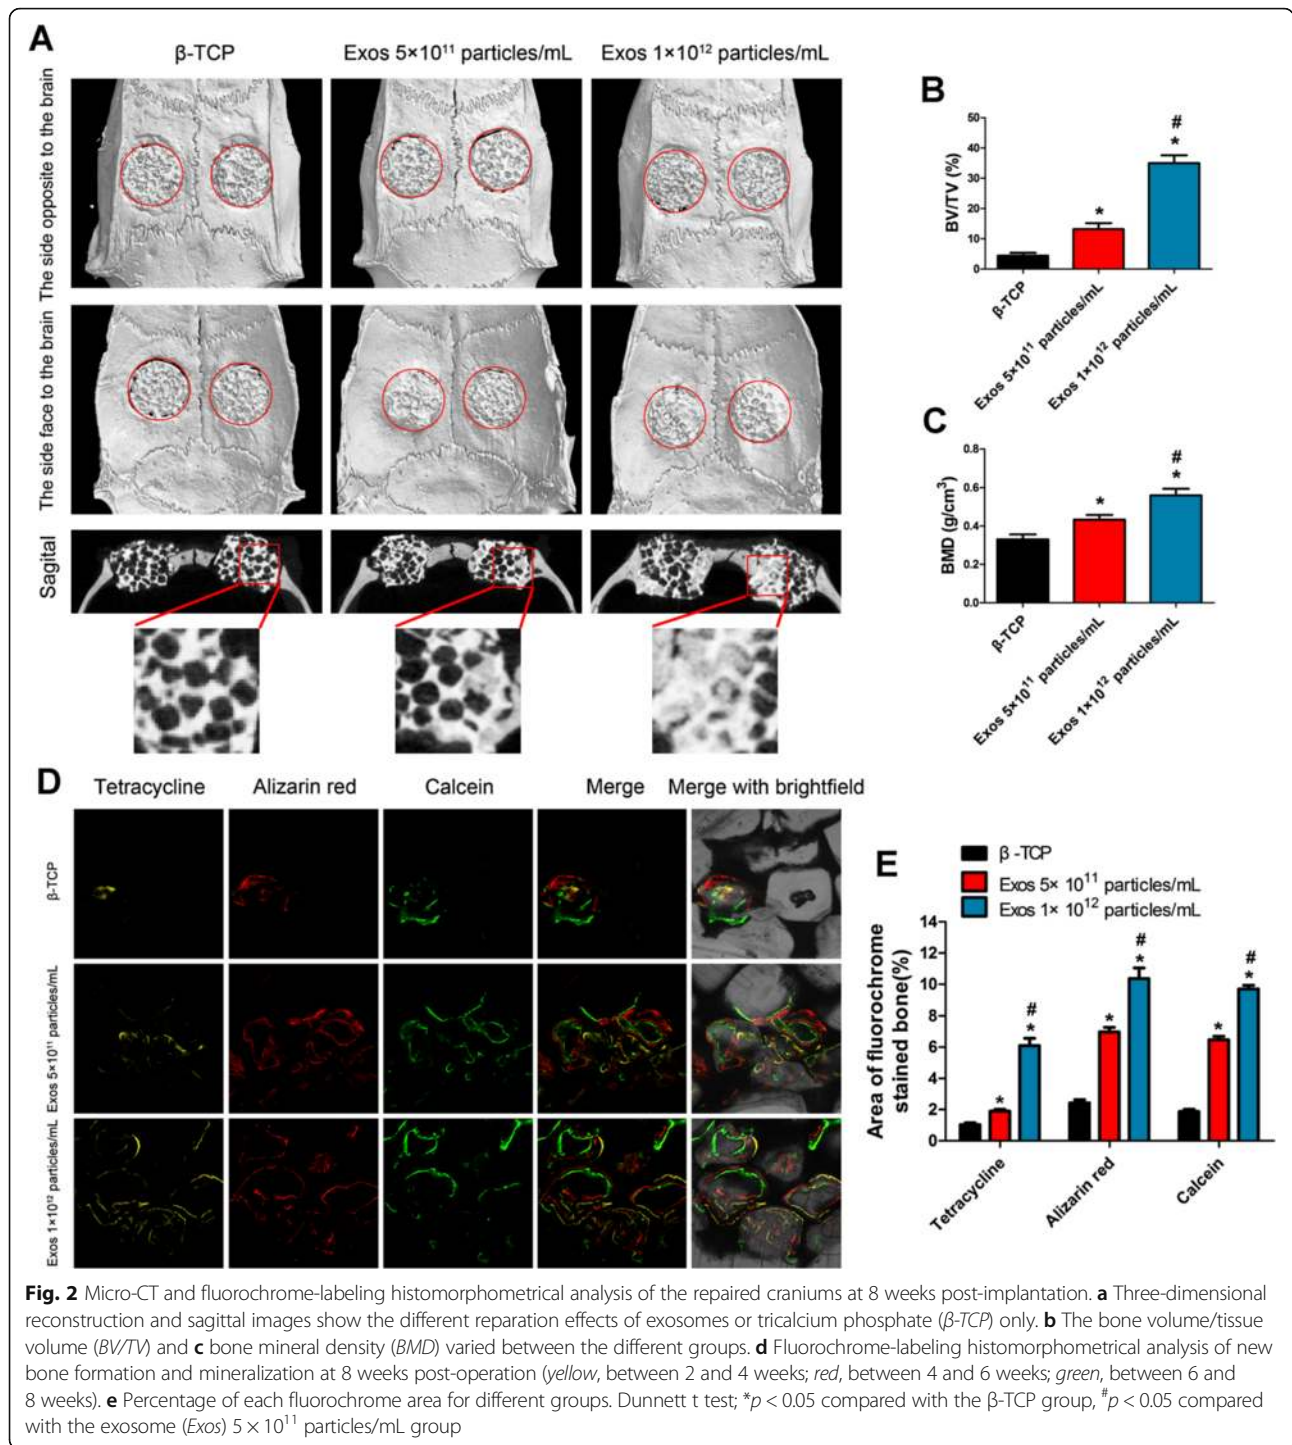 A
β-TCP
Exos 5×10¹¹ particles/mL
Exos 1×10¹² particles/mL
The side opposite to the brain
The side face to the brain
Sagital
B
BV/TV (%)
50
40
30
20
10
0
*
#
*
β-TCP
Exos 5×10¹¹ particles/mL
Exos 1×10¹² particles/mL
C
BMD (g/cm³)
0.8
0.6
0.4
0.2
0.0
*
#
*
β-TCP
Exos 5×10¹¹ particles/mL
Exos 1×10¹² particles/mL
D
Tetracycline
Alizarin red
Calcein
Merge
Merge with brightfield
β-TCP
Exos 5×10¹¹ particles/mL
Exos 1×10¹² particles/mL
E
β -TCP
Exos 5× 10¹¹ particles/mL
Exos 1× 10¹² particles/mL
Area of fluorochrome
stained bone(%)
14
12
10
8
6
4
2
0
*
#
*
*
#
*
*
#
*
Tetracycline
Alizarin red
Calcein
Fig. 2 Micro-CT and fluorochrome-labeling histomorphometrical analysis of the repaired craniums at 8 weeks post-implantation. a Three-dimensional
reconstruction and sagittal images show the different reparation effects of exosomes or tricalcium phosphate (β-TCP) only. b The bone volume/tissue
volume (BV/TV) and c bone mineral density (BMD) varied between the different groups. d Fluorochrome-labeling histomorphometrical analysis of new
bone formation and mineralization at 8 weeks post-operation (yellow, between 2 and 4 weeks; red, between 4 and 6 weeks; green, between 6 and
8 weeks). e Percentage of each fluorochrome area for different groups. Dunnett t test; *p < 0.05 compared with the β-TCP group, #p < 0.05 compared
with the exosome (Exos) 5 × 10¹¹ particles/mL group